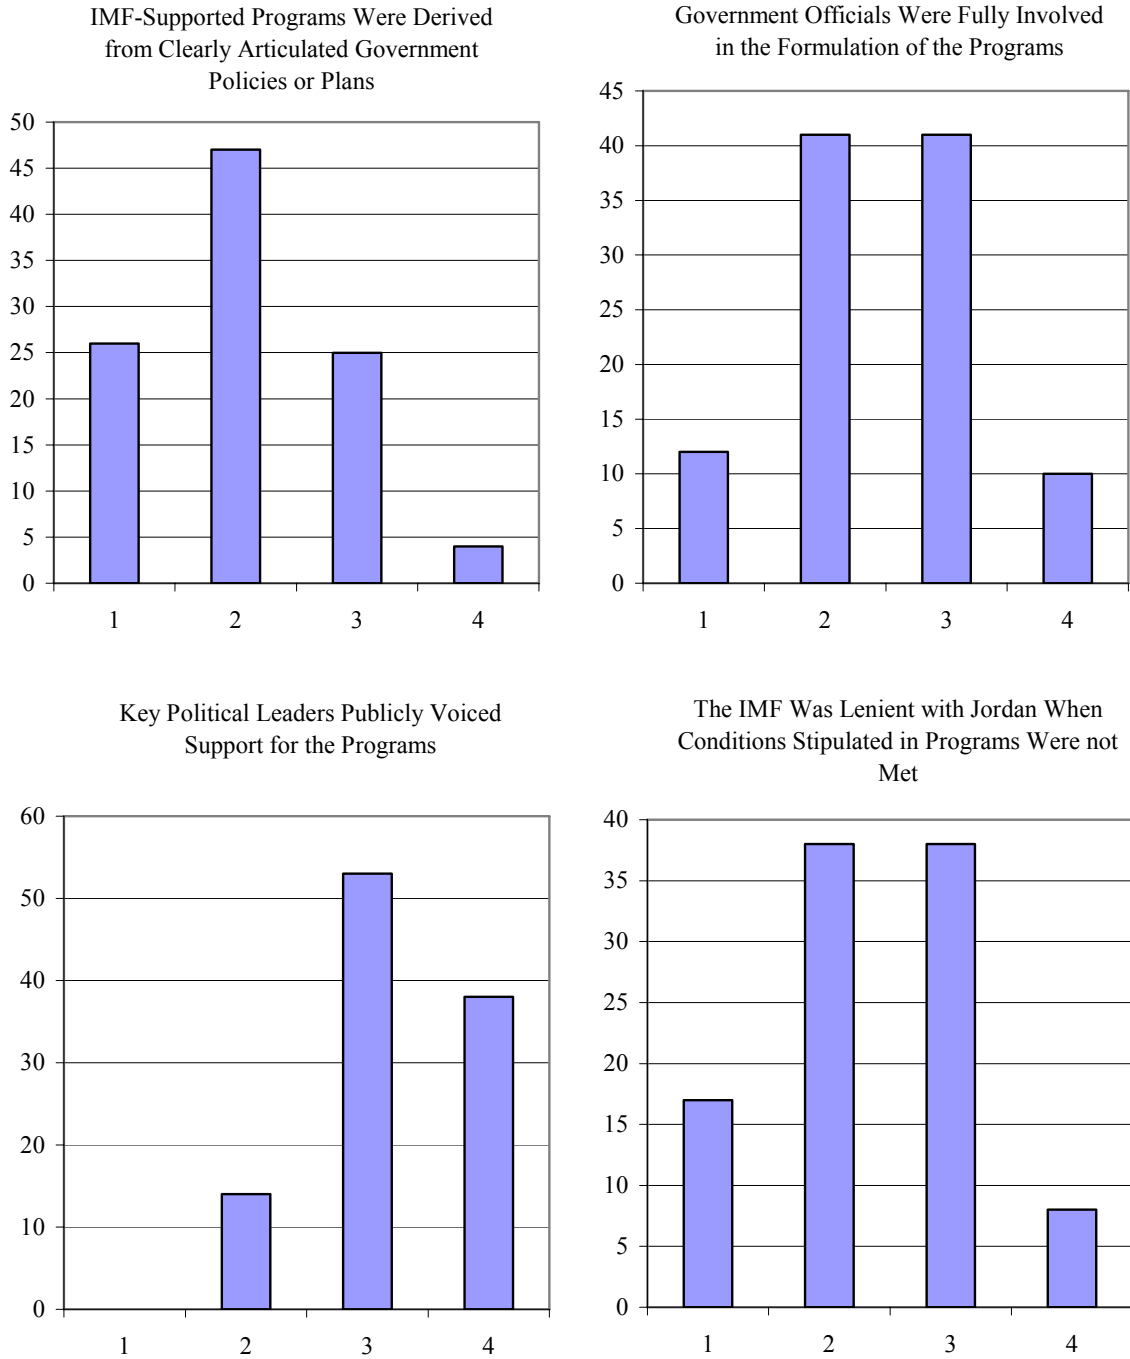 IMF-Supported Programs Were Derived
from Clearly Articulated Government
Policies or Plans
50
45
40
35
30
25
20
15
10
5
0
1 2 3 4
Government Officials Were Fully Involved
in the Formulation of the Programs
45
40
35
30
25
20
15
10
5
0
1 2 3 4
Key Political Leaders Publicly Voiced
Support for the Programs
60
50
40
30
20
10
0
1 2 3 4
The IMF Was Lenient with Jordan When
Conditions Stipulated in Programs Were not
Met
40
35
30
25
20
15
10
5
0
1 2 3 4